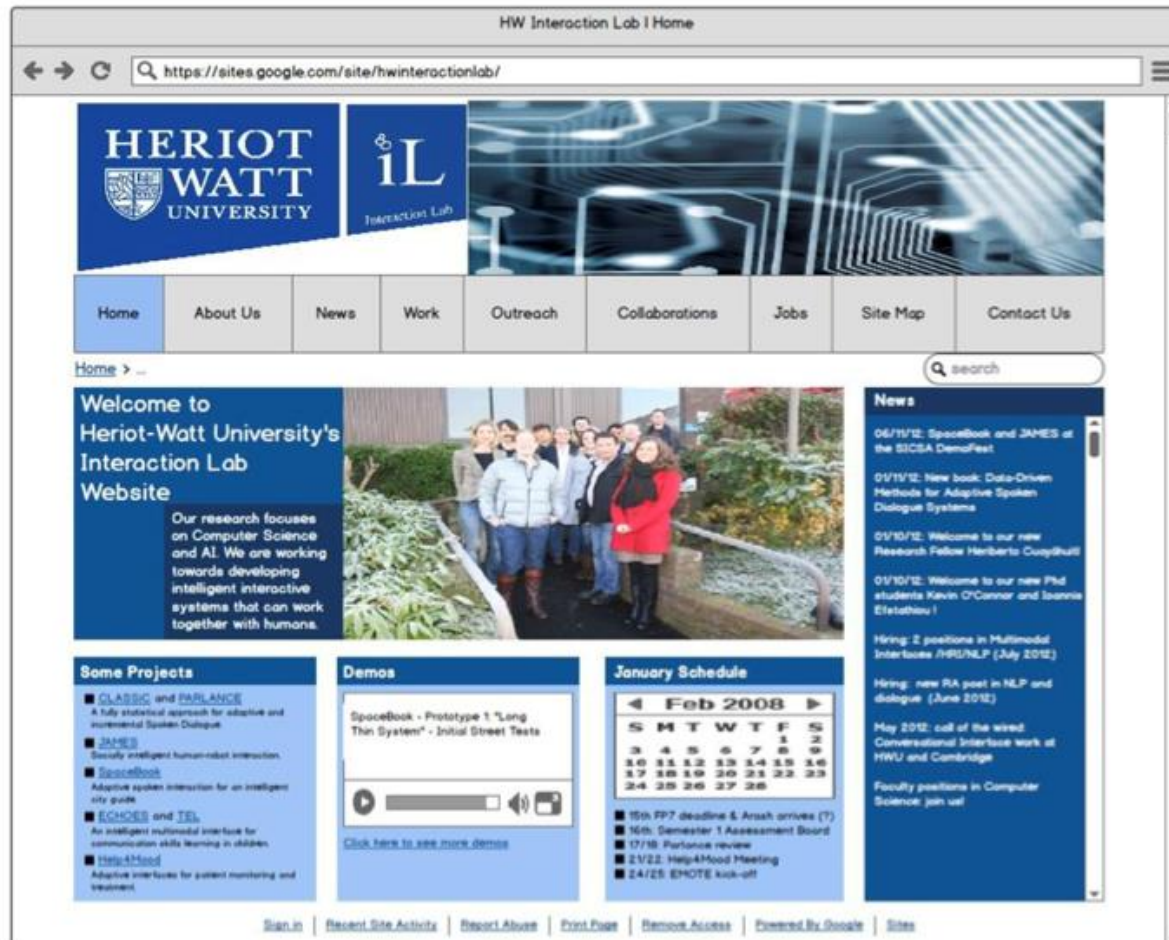 HW Interaction Lab | Home
https://sites.google.com/site/hwinteractionlab/
HERIOT
WATT
UNIVERSITY
iL
Interaction Lab
Home
About Us
News
Work
Outreach
Collaborations
Jobs
Site Map
Contact Us
Home > ...
search
Welcome to
Heriot-Watt University's
Interaction Lab
Website
Our research focuses
on Computer Science
and AI. We are working
towards developing
intelligent interactive
systems that can work
together with humans.
News
06/11/12: SpaceBook and JAMES at
the SICSA DemoFest
01/11/12: New book: Data-Driven
Methods for Adaptive Spoken
Dialogue Systems
01/10/12: Welcome to our new
Research Fellow Heriberto
01/10/12: Welcome to our new Phd
students Kevin O'Connor and Ioannis
Efstathiou !
Hiring: 2 positions in Multimodal
Interfaces /HRI/NLP (July 2012)
Hiring: new RA post in NLP and
dialogue (June 2012)
May 2012: call of the wired:
Conversational Interface work at
HWU and Cambridge
Faculty positions in Computer
Science: join us!
Some Projects
CLASSIC and PARLANCE
A fully statistical approach for adaptive and
incremental Spoken Dialogue.
JAMES
Socially intelligent human-robot interaction.
SpaceBook
Adaptive spoken interaction for an intelligent
city guide.
ECHOES and TEL
An intelligent multimodal interface for
communication skills learning in children.
Help4Mood
Adaptive interfaces for patient monitoring and
treatment.
Demos
SpaceBook - Prototype 1 "Long
Thin System" - Initial Street Tests
Click here to see more demos
January Schedule
Feb 2008
S M T W T F S
1 2
3 4 5 6 7 8 9
10 11 12 13 14 15 16
17 18 19 20 21 22 23
24 25 26 27 28
15th FP7 deadline & Arash arrives (?)
16th: Semester 1 Assessment Board
17/18: Parlance review
21/22: Help4Mood Meeting
24/25: EMOTE kick-off
Sign in | Recent Site Activity | Report Abuse | Print Page | Remove Access | Powered By Google | Sites